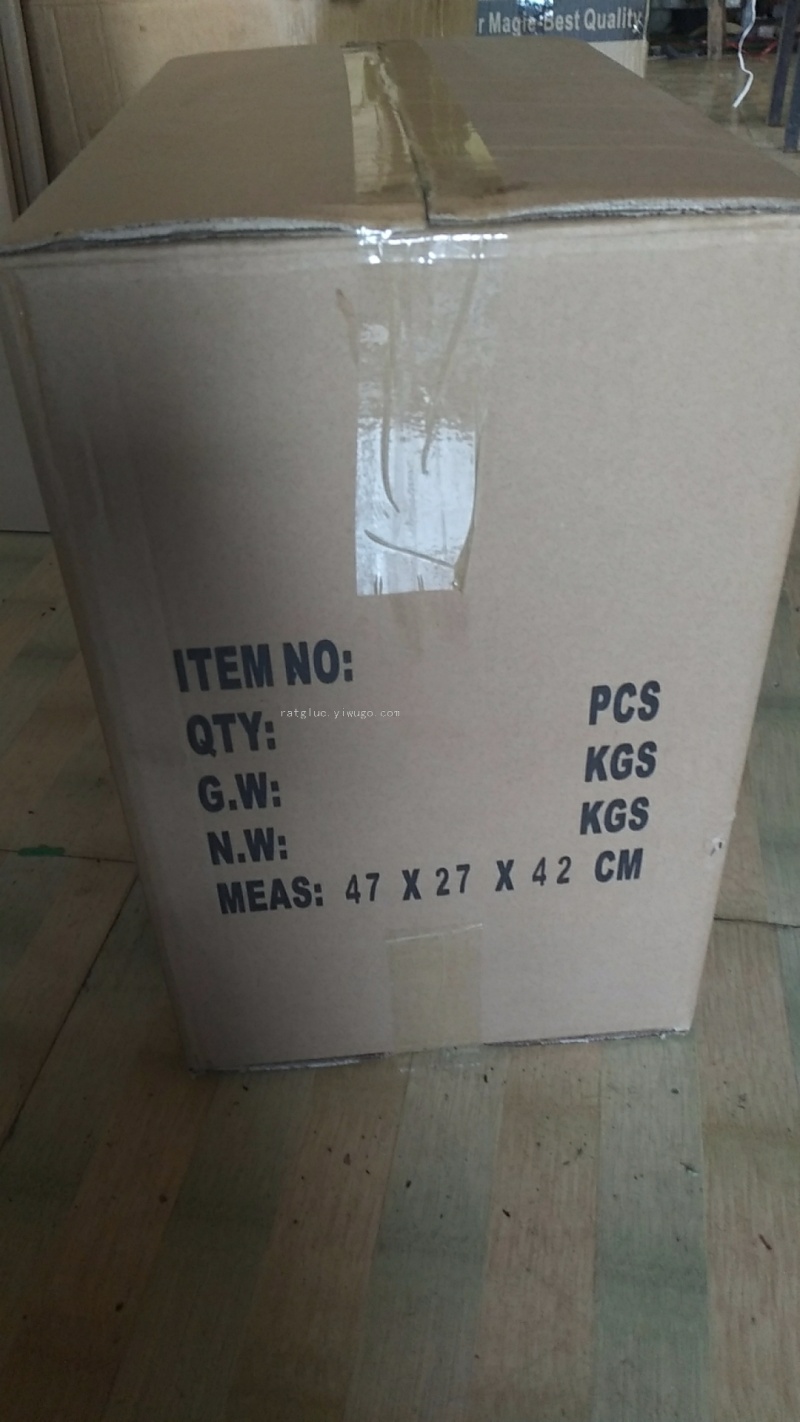 r Magic Best Quality
ITEM NO:
QTY: PCS
ratgluo.yiwugo.com
G.W: KGS
N.W: KGS
MEAS: 47 X 27 X 42 CM